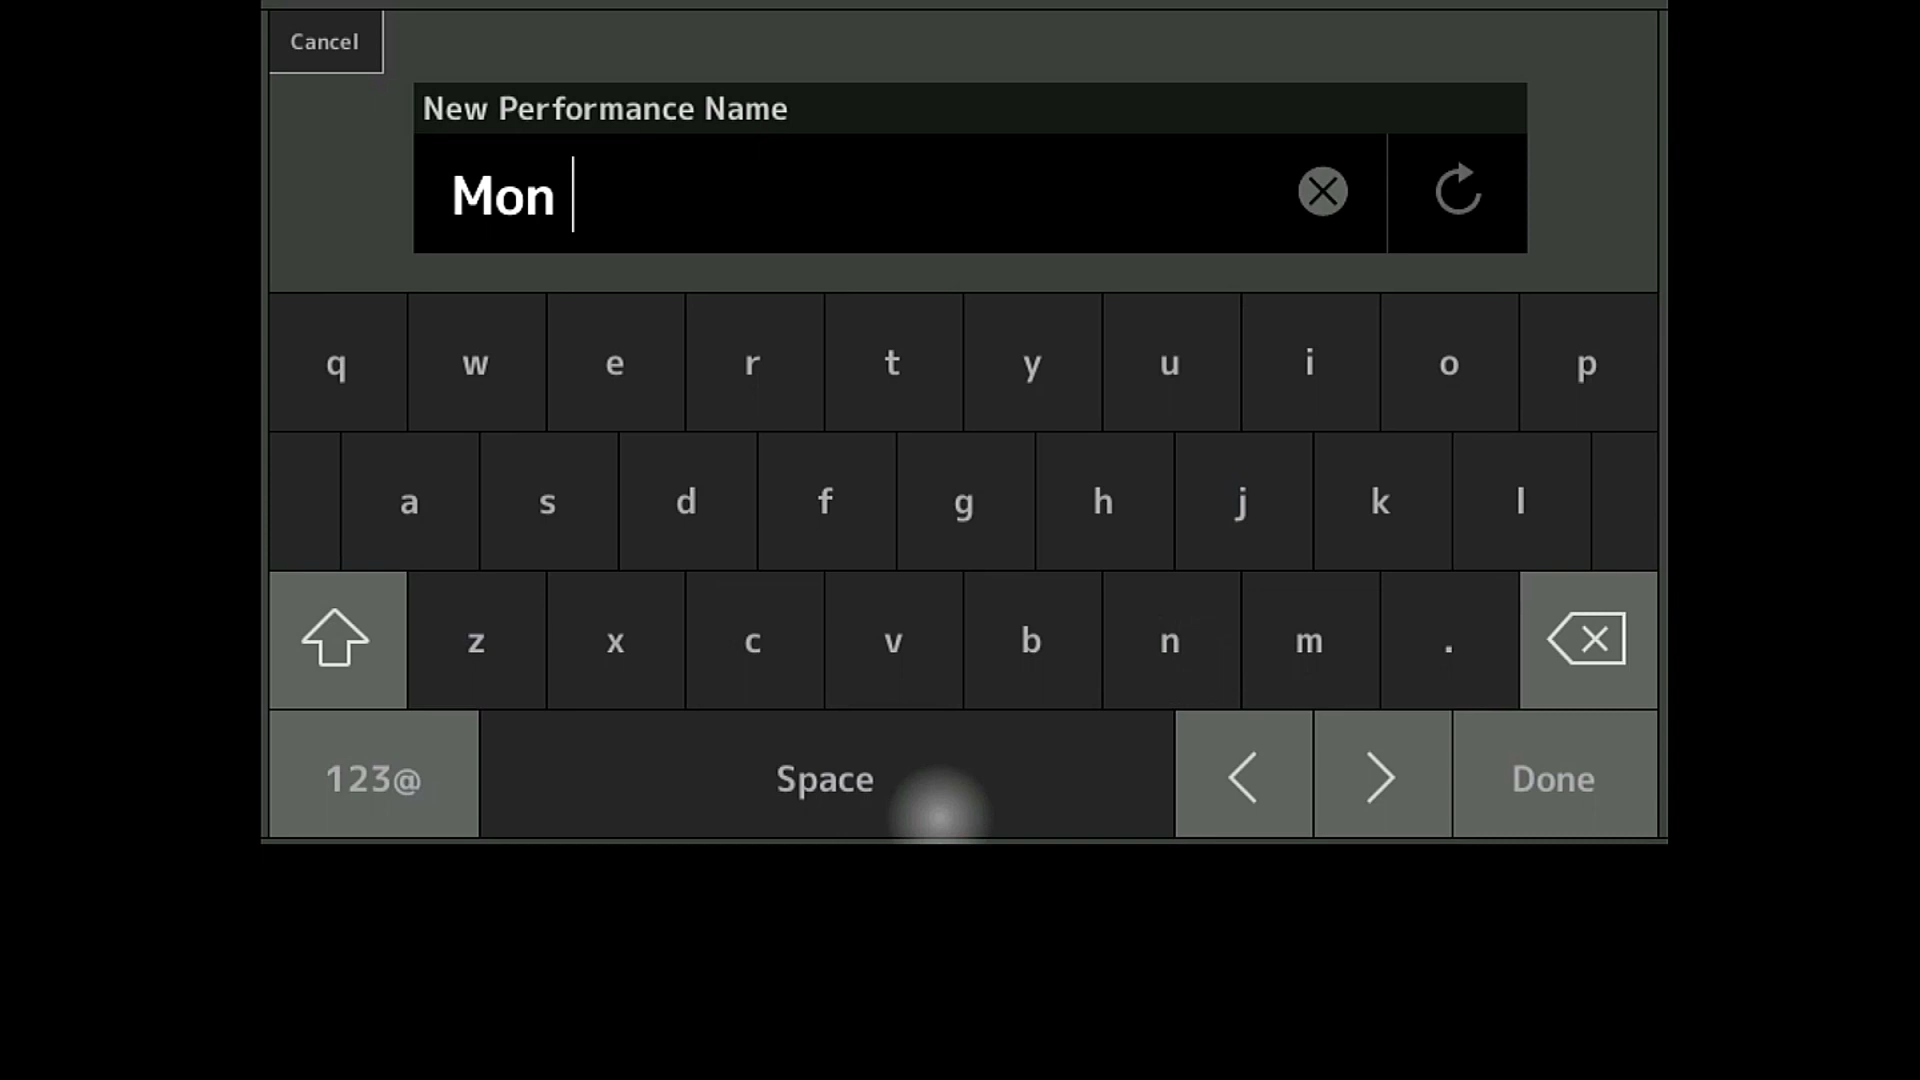 Cancel
New Performance Name
Mon
q w e r t y u i o p
a s d f g h j k l
z x c v b n m .
123@ Space Done